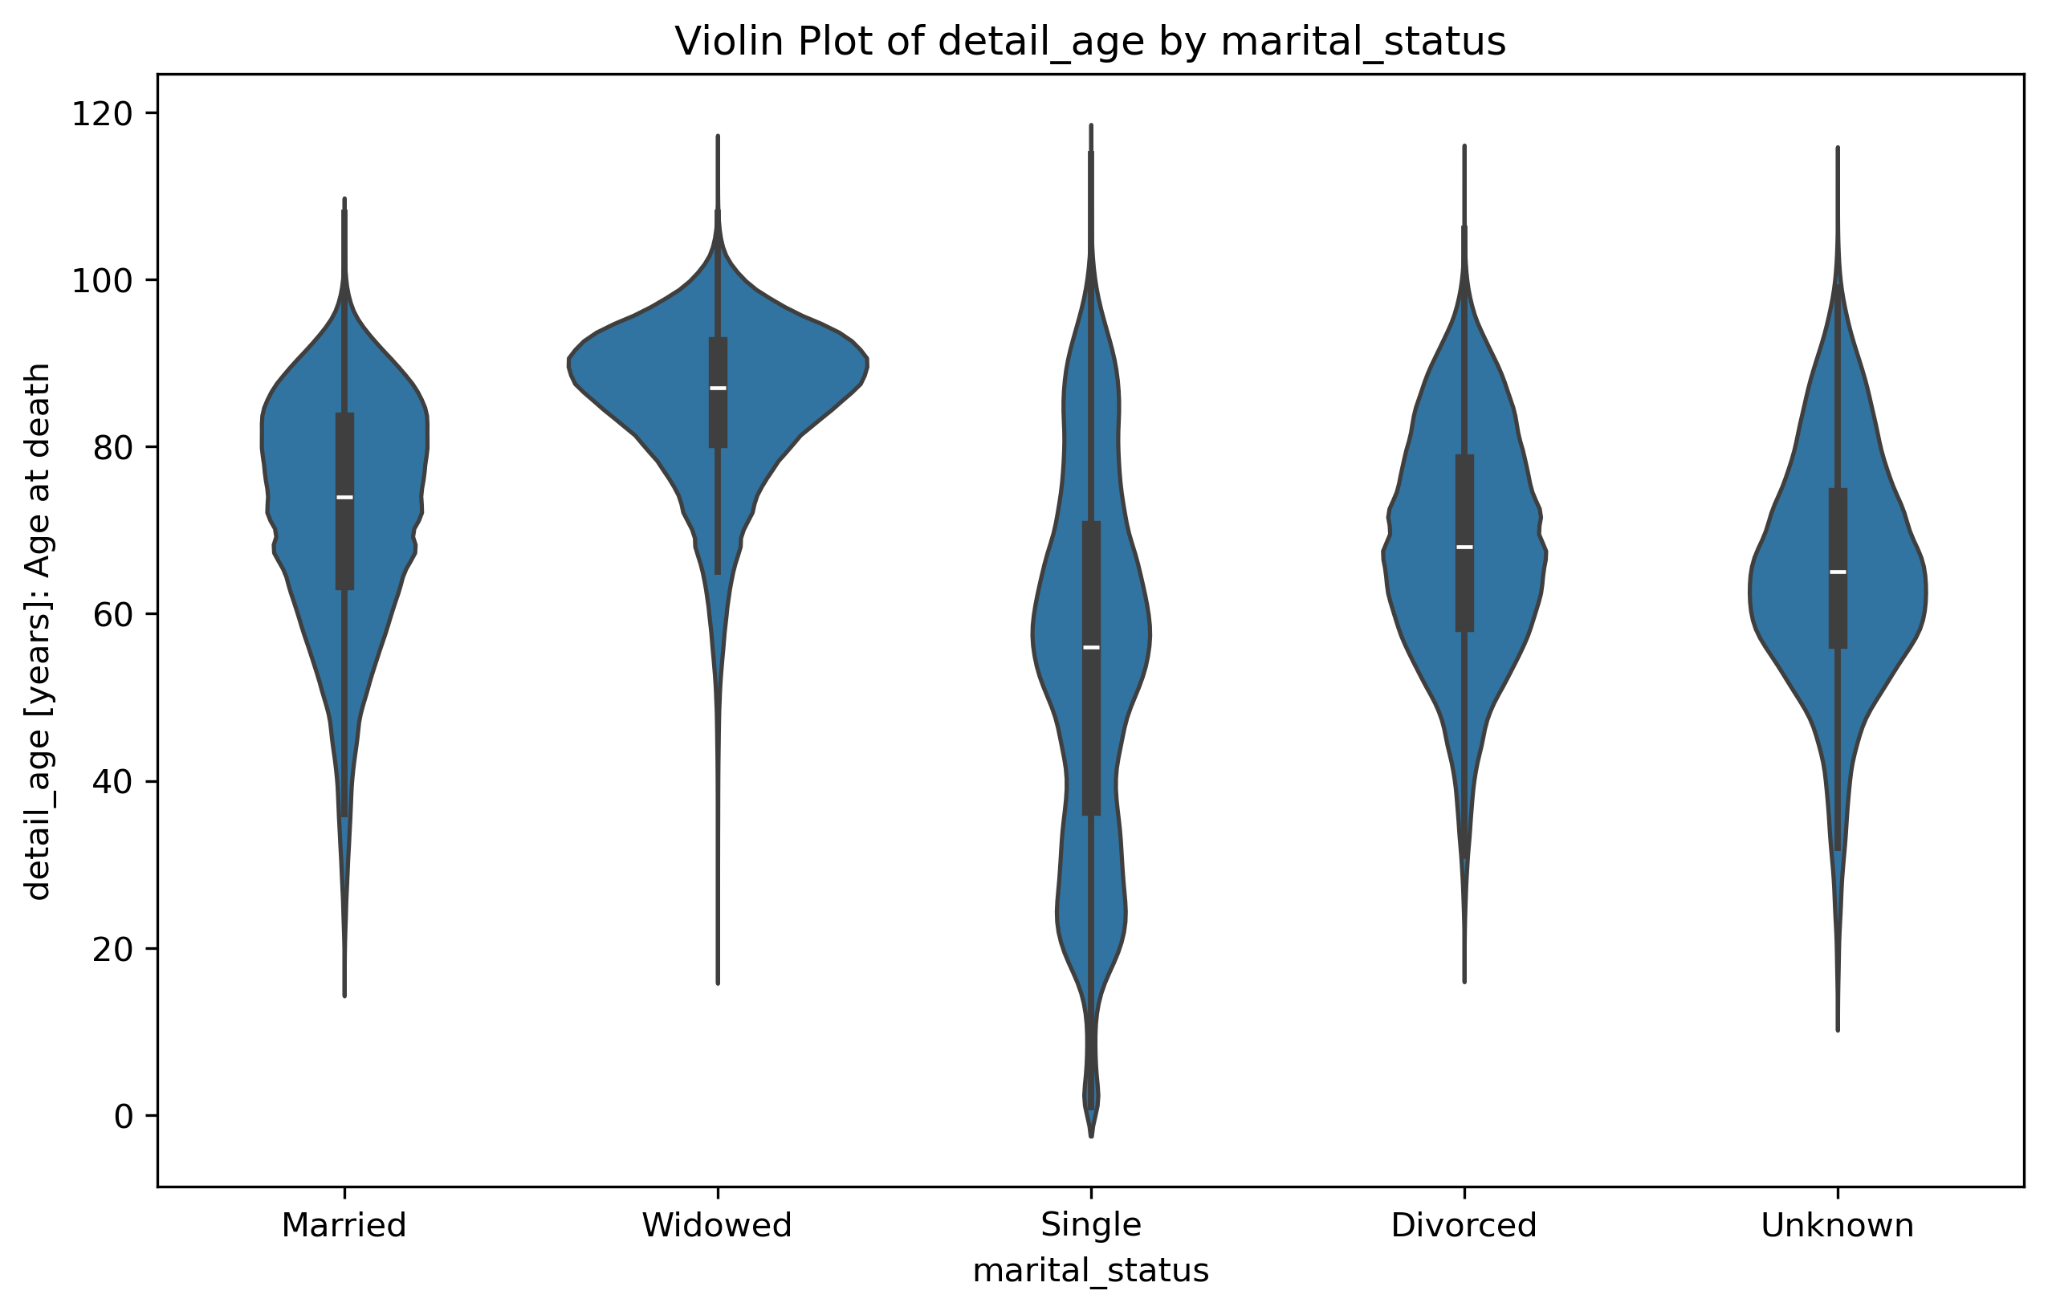 Violin Plot of detail_age by marital_status
detail_age [years]: Age at death
120
100
80
60
40
20
0
Married
Widowed
Single
Divorced
Unknown
marital_status